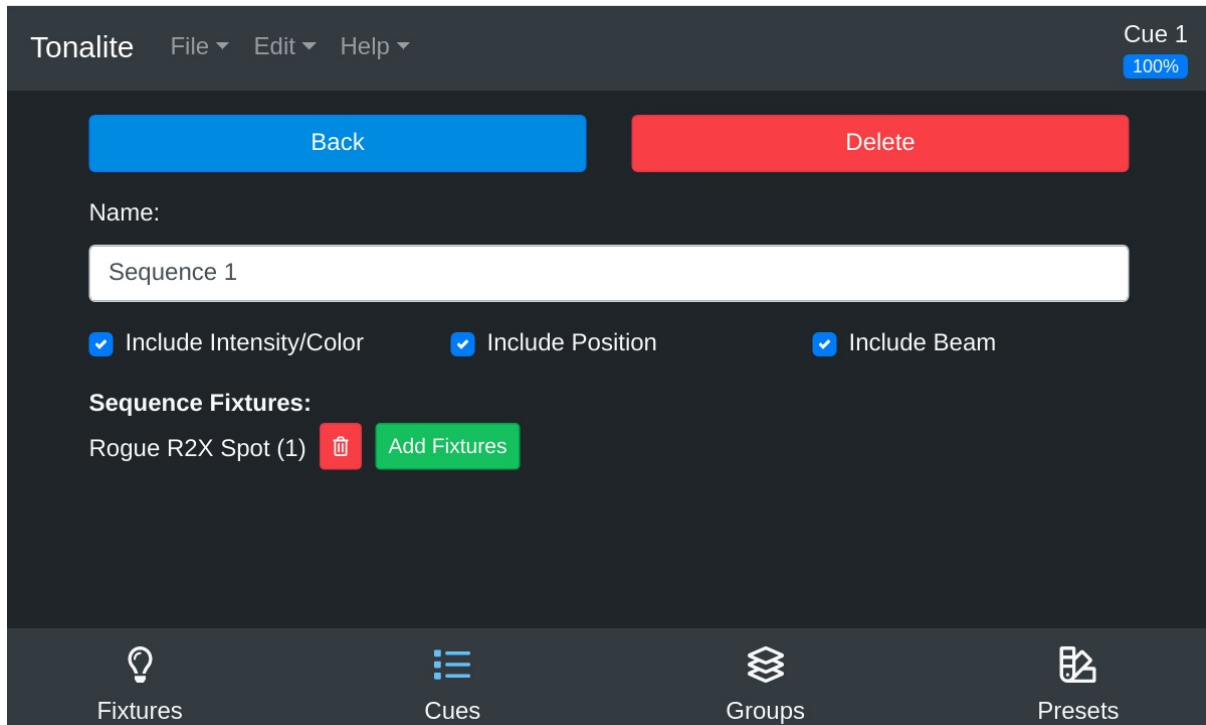 Tonalite File Edit Help Cue 1
100%
Back Delete
Name:
Sequence 1
Include Intensity/Color Include Position Include Beam
Sequence Fixtures:
Rogue R2X Spot (1) Add Fixtures
Fixtures Cues Groups Presets